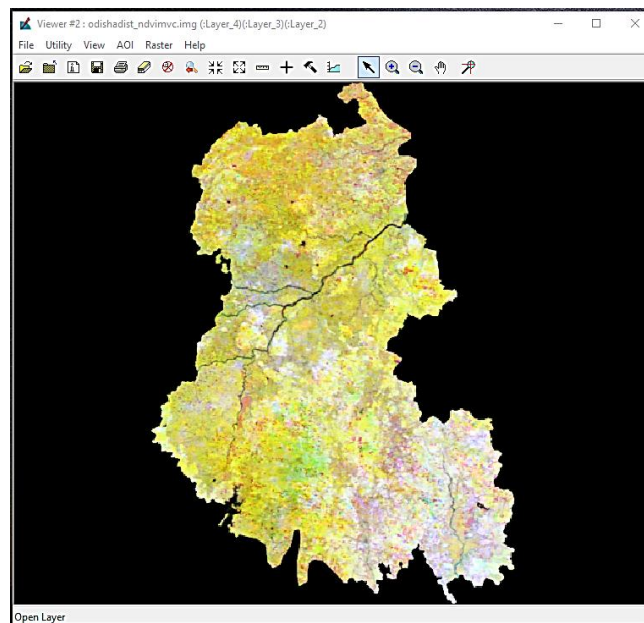 Viewer #2 : odishadist_ndvimvc.img (:Layer_4)(:Layer_3)(:Layer_2)
File Utility View AOI Raster Help
Open Layer